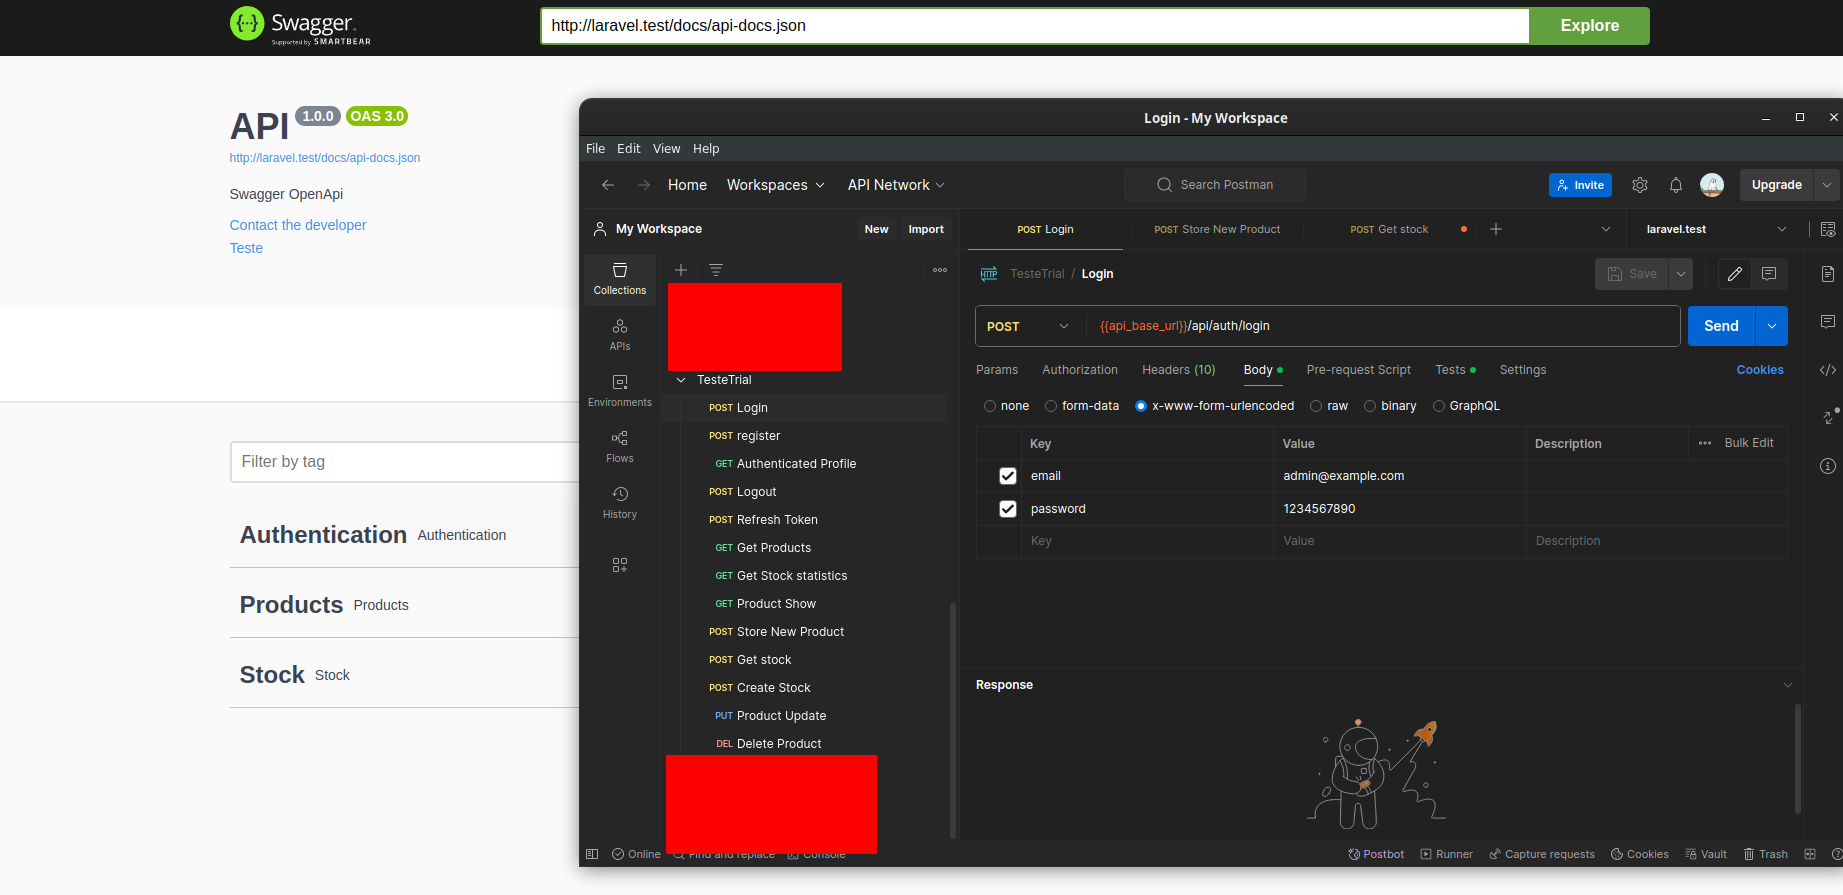 Swagger
Supported by SMARTBEAR
http://laravel.test/docs/api-docs.json
Explore
API 1.0.0 OAS 3.0
http://laravel.test/docs/api-docs.json
Swagger OpenApi
Contact the developer
Teste
Filter by tag
Authentication Authentication
Products Products
Stock Stock
Login - My Workspace
File Edit View Help
Home Workspaces API Network Search Postman Invite Upgrade
My Workspace New Import
POST Login POST Store New Product POST Get stock laravel.test
Collections
APIs
Environments
Flows
History
TesteTrial
POST Login
POST register
GET Authenticated Profile
POST Logout
POST Refresh Token
GET Get Products
GET Get Stock statistics
GET Product Show
POST Store New Product
POST Get stock
POST Create Stock
PUT Product Update
DEL Delete Product
HTTP TesteTrial / Login Save
POST {{api_base_url}}/api/auth/login Send
Params Authorization Headers (10) Body Pre-request Script Tests Settings Cookies
none form-data x-www-form-urlencoded raw binary GraphQL
Key Value Description Bulk Edit
email admin@example.com
password 1234567890
Key Value Description
Response
Online Find and replace Console Postbot Runner Capture requests Cookies Vault Trash